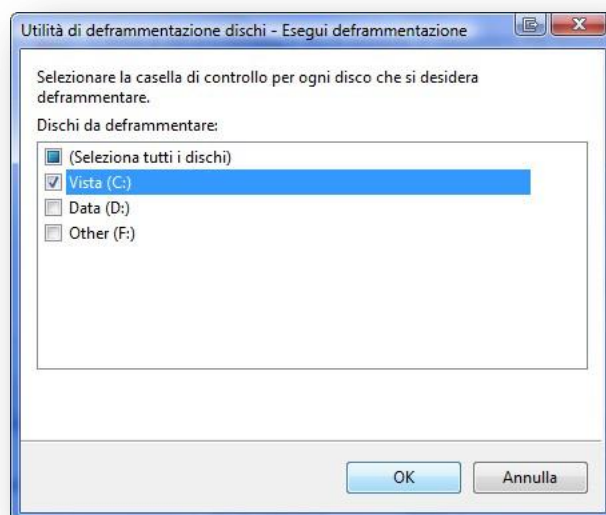 Utilità di deframmentazione dischi - Esegui deframmentazione
Selezionare la casella di controllo per ogni disco che si desidera
deframmentare.
Dischi da deframmentare:
(Seleziona tutti i dischi)
Vista (C:)
Data (D:)
Other (F:)
OK
Annulla